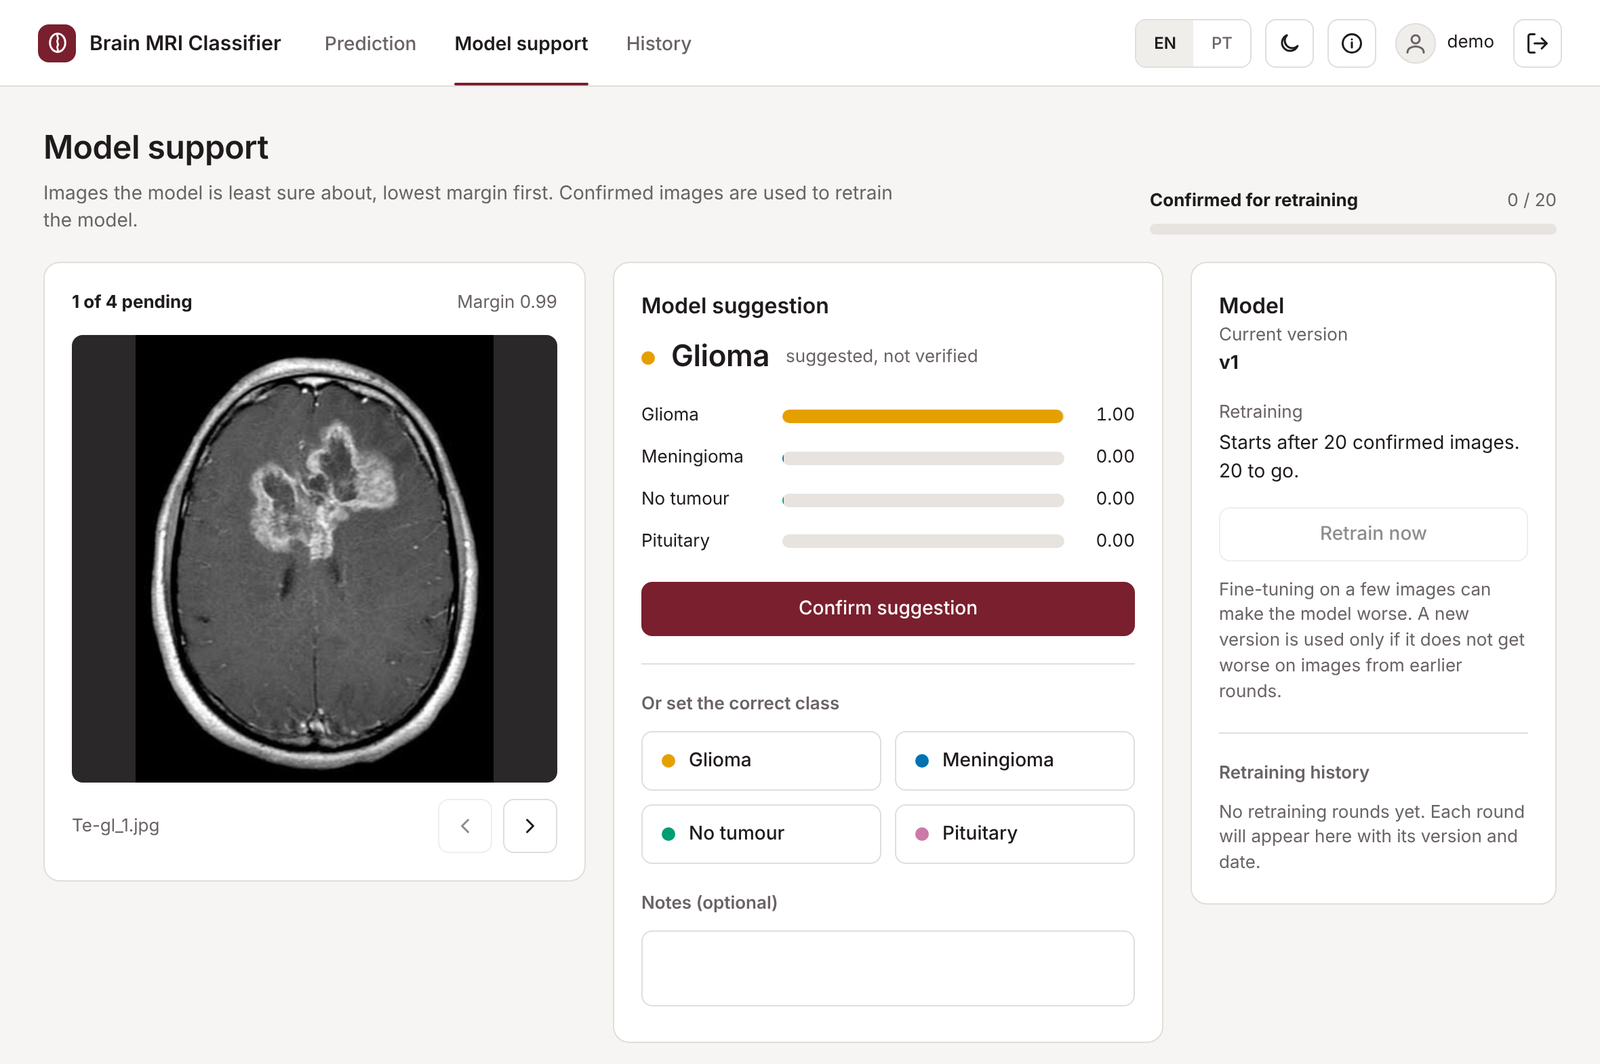 Brain MRI Classifier
Prediction
Model support
History
EN
PT
demo
Model support
Images the model is least sure about, lowest margin first. Confirmed images are used to retrain
the model.
Confirmed for retraining
0 / 20
1 of 4 pending
Margin 0.99
Te-gl_1.jpg
Model suggestion
Glioma suggested, not verified
Glioma 1.00
Meningioma 0.00
No tumour 0.00
Pituitary 0.00
Confirm suggestion
Or set the correct class
Glioma
Meningioma
No tumour
Pituitary
Notes (optional)
Model
Current version
v1
Retraining
Starts after 20 confirmed images.
20 to go.
Retrain now
Fine-tuning on a few images can
make the model worse. A new
version is used only if it does not get
worse on images from earlier
rounds.
Retraining history
No retraining rounds yet. Each round
will appear here with its version and
date.